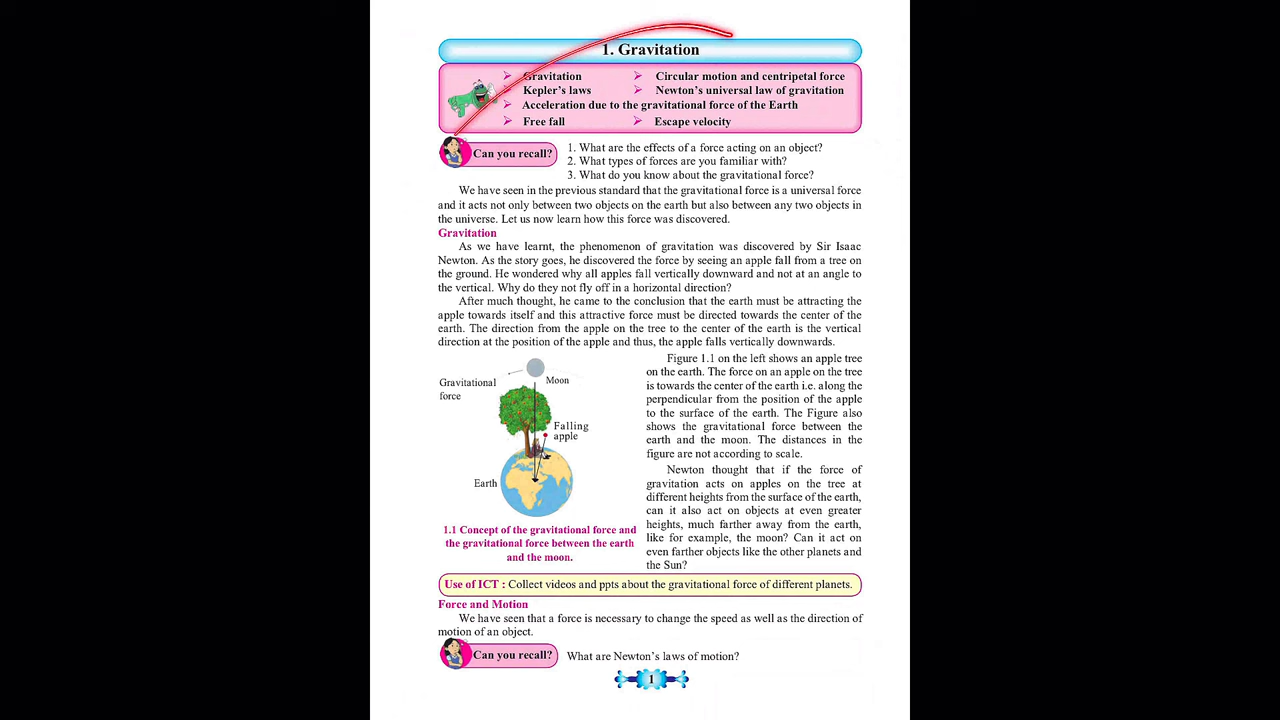 1. Gravitation
➢ Gravitation ➢ Circular motion and centripetal force
➢ Kepler's laws ➢ Newton's universal law of gravitation
➢ Acceleration due to the gravitational force of the Earth
➢ Free fall ➢ Escape velocity
Can you recall?
1. What are the effects of a force acting on an object?
2. What types of forces are you familiar with?
3. What do you know about the gravitational force?
We have seen in the previous standard that the gravitational force is a universal force
and it acts not only between two objects on the earth but also between any two objects in
the universe. Let us now learn how this force was discovered.
Gravitation
As we have learnt, the phenomenon of gravitation was discovered by Sir Isaac
Newton. As the story goes, he discovered the force by seeing an apple fall from a tree on
the ground. He wondered why all apples fall vertically downward and not at an angle to
the vertical. Why do they not fly off in a horizontal direction?
After much thought, he came to the conclusion that the earth must be attracting the
apple towards itself and this attractive force must be directed towards the center of the
earth. The direction from the apple on the tree to the center of the earth is the vertical
direction at the position of the apple and thus, the apple falls vertically downwards.
Gravitational
force
Moon
Falling
apple
Earth
1.1 Concept of the gravitational force and
the gravitational force between the earth
and the moon.
Figure 1.1 on the left shows an apple tree
on the earth. The force on an apple on the tree
is towards the center of the earth i.e. along the
perpendicular from the position of the apple
to the surface of the earth. The Figure also
shows the gravitational force between the
earth and the moon. The distances in the
figure are not according to scale.
Newton thought that if the force of
gravitation acts on apples on the tree at
different heights from the surface of the earth,
can it also act on objects at even greater
heights, much farther away from the earth,
like for example, the moon? Can it act on
even farther objects like the other planets and
the Sun?
Use of ICT : Collect videos and ppts about the gravitational force of different planets.
Force and Motion
We have seen that a force is necessary to change the speed as well as the direction of
motion of an object.
Can you recall? What are Newton's laws of motion?
1